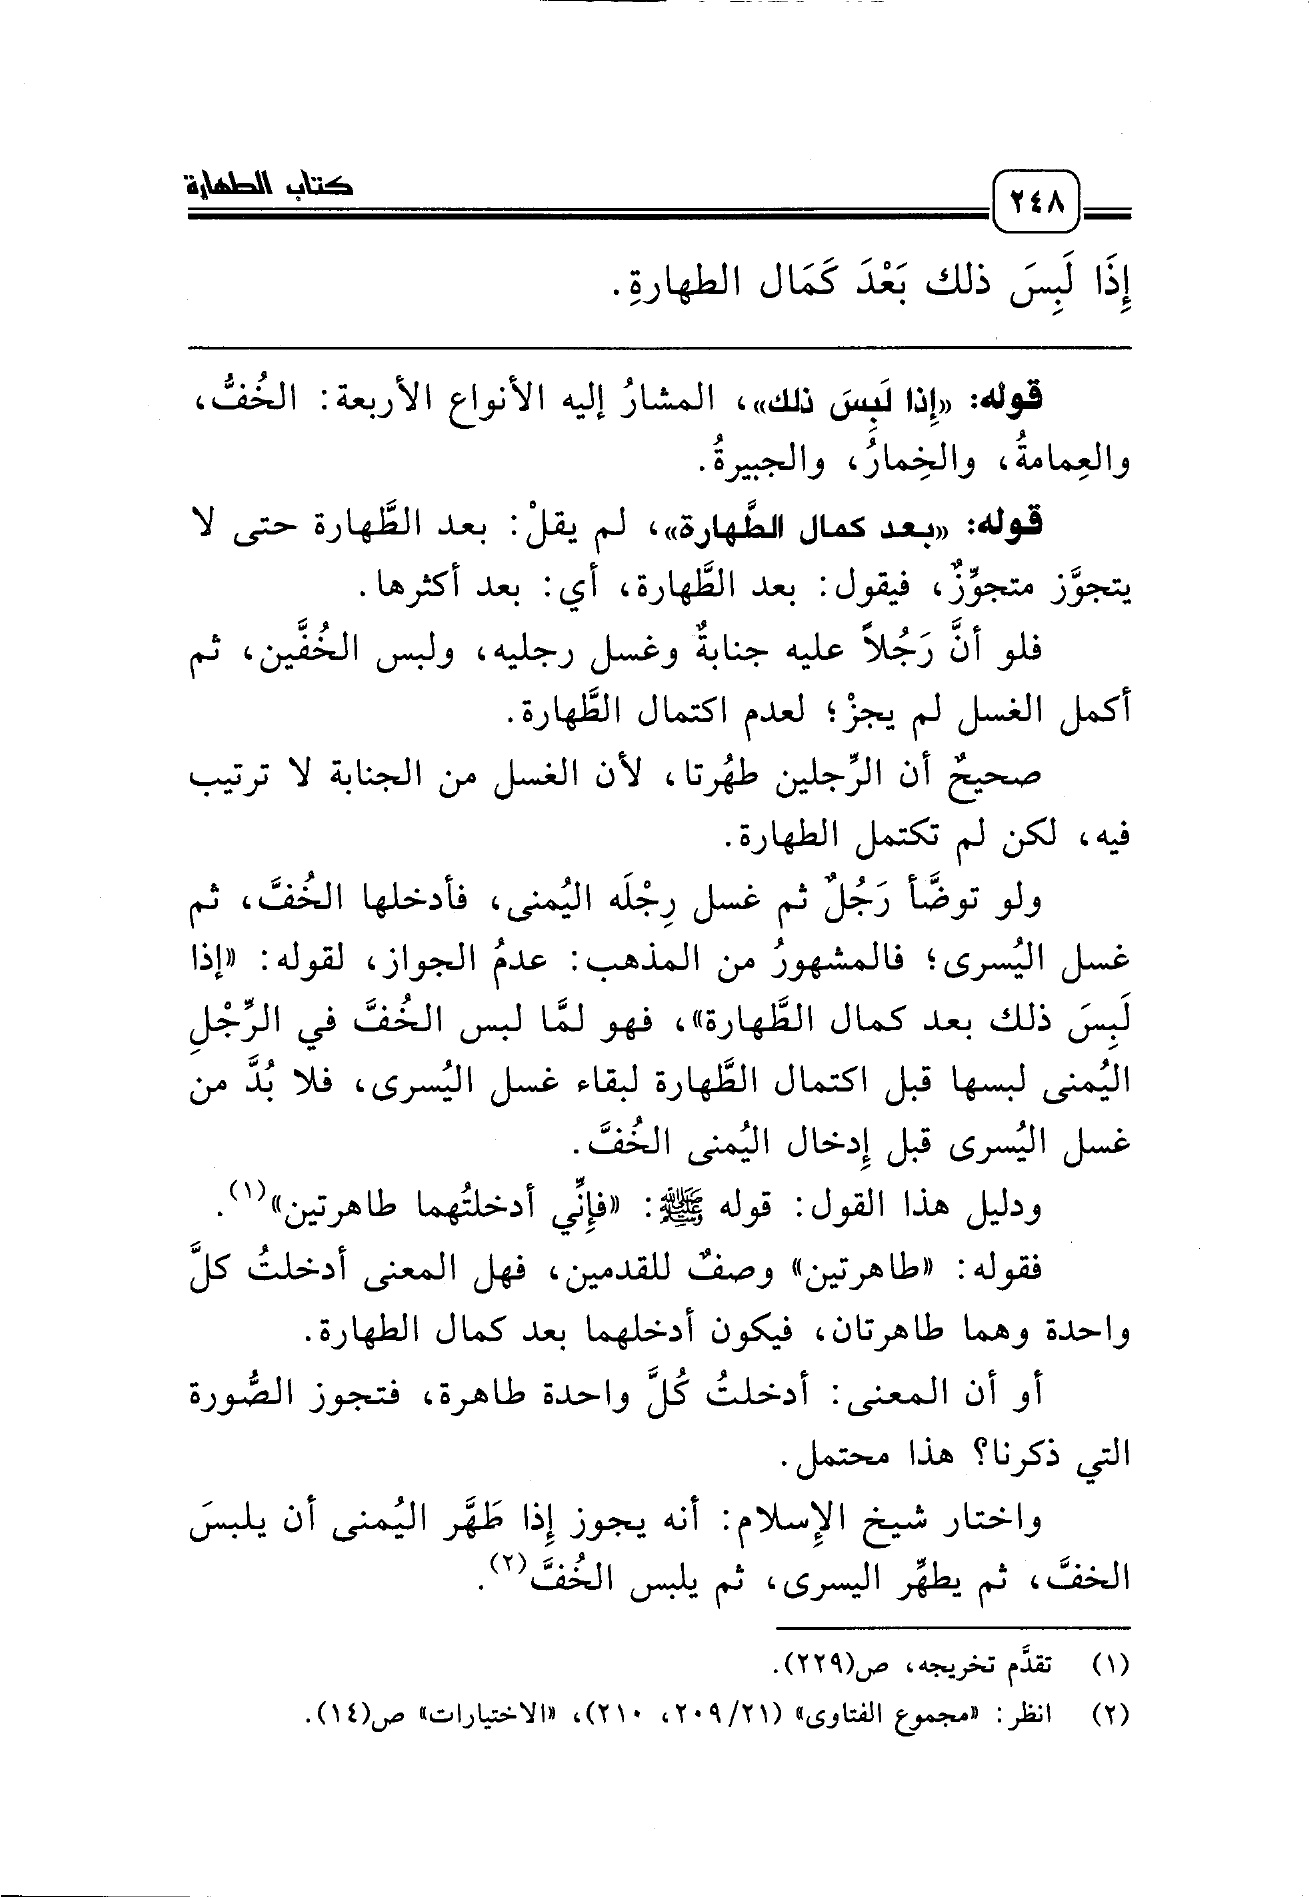 كتاب الطهارة
٢٤٨
إِذَا لَبِسَ ذلك بَعْدَ كَمَال الطهارةِ.
قوله: «إِذا لَبِسَ ذلك»، المشارُ إليه الأنواع الأربعة: الخُفُّ،
والعِمامةُ، والخِمارُ، والجبيرةُ.
قوله: «بعد كمال الطَّهارة»، لم يقلْ: بعد الطَّهارة حتى لا
يتجوَّز متجوِّزٌ، فيقول: بعد الطَّهارة، أي: بعد أكثرها.
فلو أنَّ رَجُلاً عليه جنابةٌ وغسل رجليه، ولبس الخُفَّين، ثم
أكمل الغسل لم يجزْ؛ لعدم اكتمال الطَّهارة.
صحيحٌ أن الرِّجلين طهُرتا، لأن الغسل من الجنابة لا ترتيب
فيه، لكن لم تكتمل الطهارة.
ولو توضَّأ رَجُلٌ ثم غسل رِجْلَه اليُمنى، فأدخلها الخُفَّ، ثم
غسل اليُسرى؛ فالمشهورُ من المذهب: عدمُ الجواز، لقوله: «إذا
لَبِسَ ذلك بعد كمال الطَّهارة»، فهو لمَّا لبس الخُفَّ في الرِّجْلِ
اليُمنى لبسها قبل اكتمال الطَّهارة لبقاء غسل اليُسرى، فلا بُدَّ من
غسل اليُسرى قبل إِدخال اليُمنى الخُفَّ.
ودليل هذا القول: قوله ﷺ: «فإِنِّي أدخلتُهما طاهرتين»(١).
فقوله: «طاهرتين» وصفٌ للقدمين، فهل المعنى أدخلتُ كلَّ
واحدة وهما طاهرتان، فيكون أدخلهما بعد كمال الطهارة.
أو أن المعنى: أدخلتُ كُلَّ واحدة طاهرة، فتجوز الصُّورة
التي ذكرنا؟ هذا محتمل.
واختار شيخ الإِسلام: أنه يجوز إِذا طَهَّر اليُمنى أن يلبسَ
الخفَّ، ثم يطهِّر اليسرى، ثم يلبس الخُفَّ(٢).
(١) تقدَّم تخريجه، ص(٢٢٩).
(٢) انظر: «مجموع الفتاوى» (٢١/ ٢٠٩، ٢١٠)، «الاختيارات» ص(١٤).